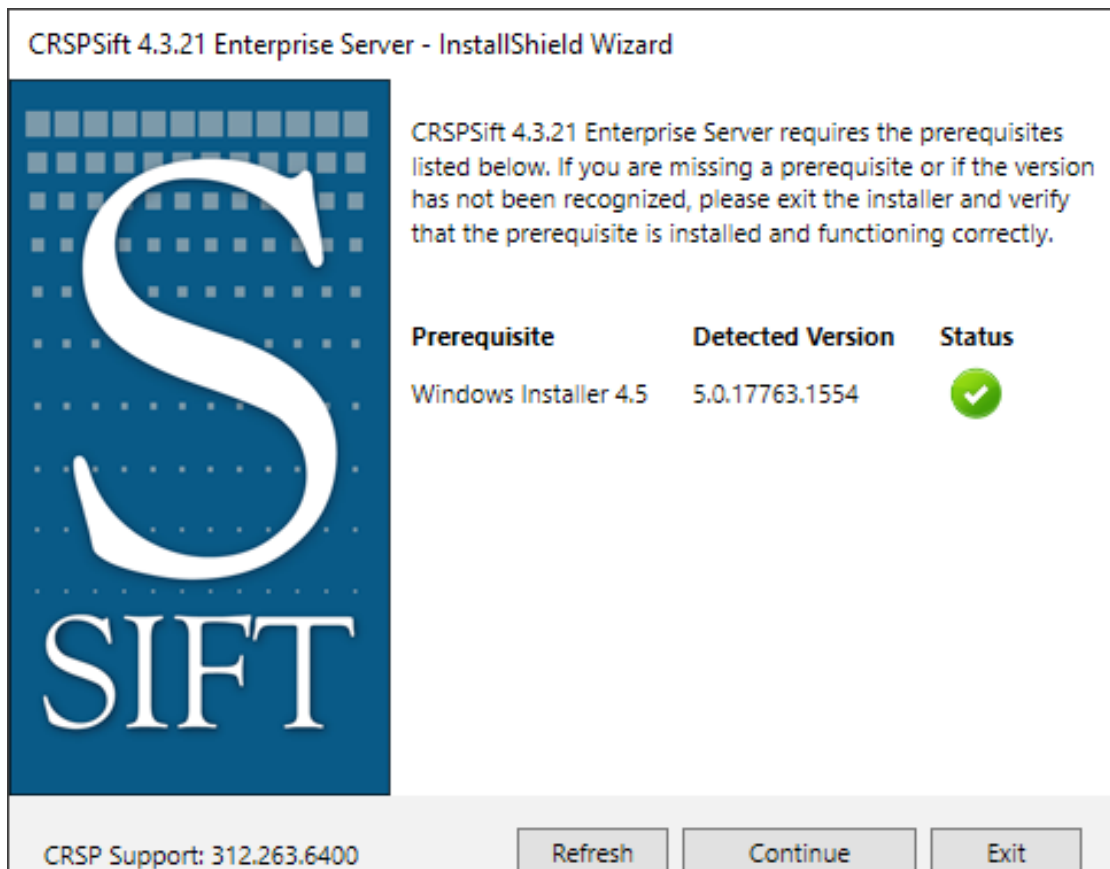 CRSPSift 4.3.21 Enterprise Server - InstallShield Wizard
S
SIFT
CRSPSift 4.3.21 Enterprise Server requires the prerequisites
listed below. If you are missing a prerequisite or if the version
has not been recognized, please exit the installer and verify
that the prerequisite is installed and functioning correctly.
Prerequisite Detected Version Status
Windows Installer 4.5 5.0.17763.1554
CRSP Support: 312.263.6400 Refresh Continue Exit